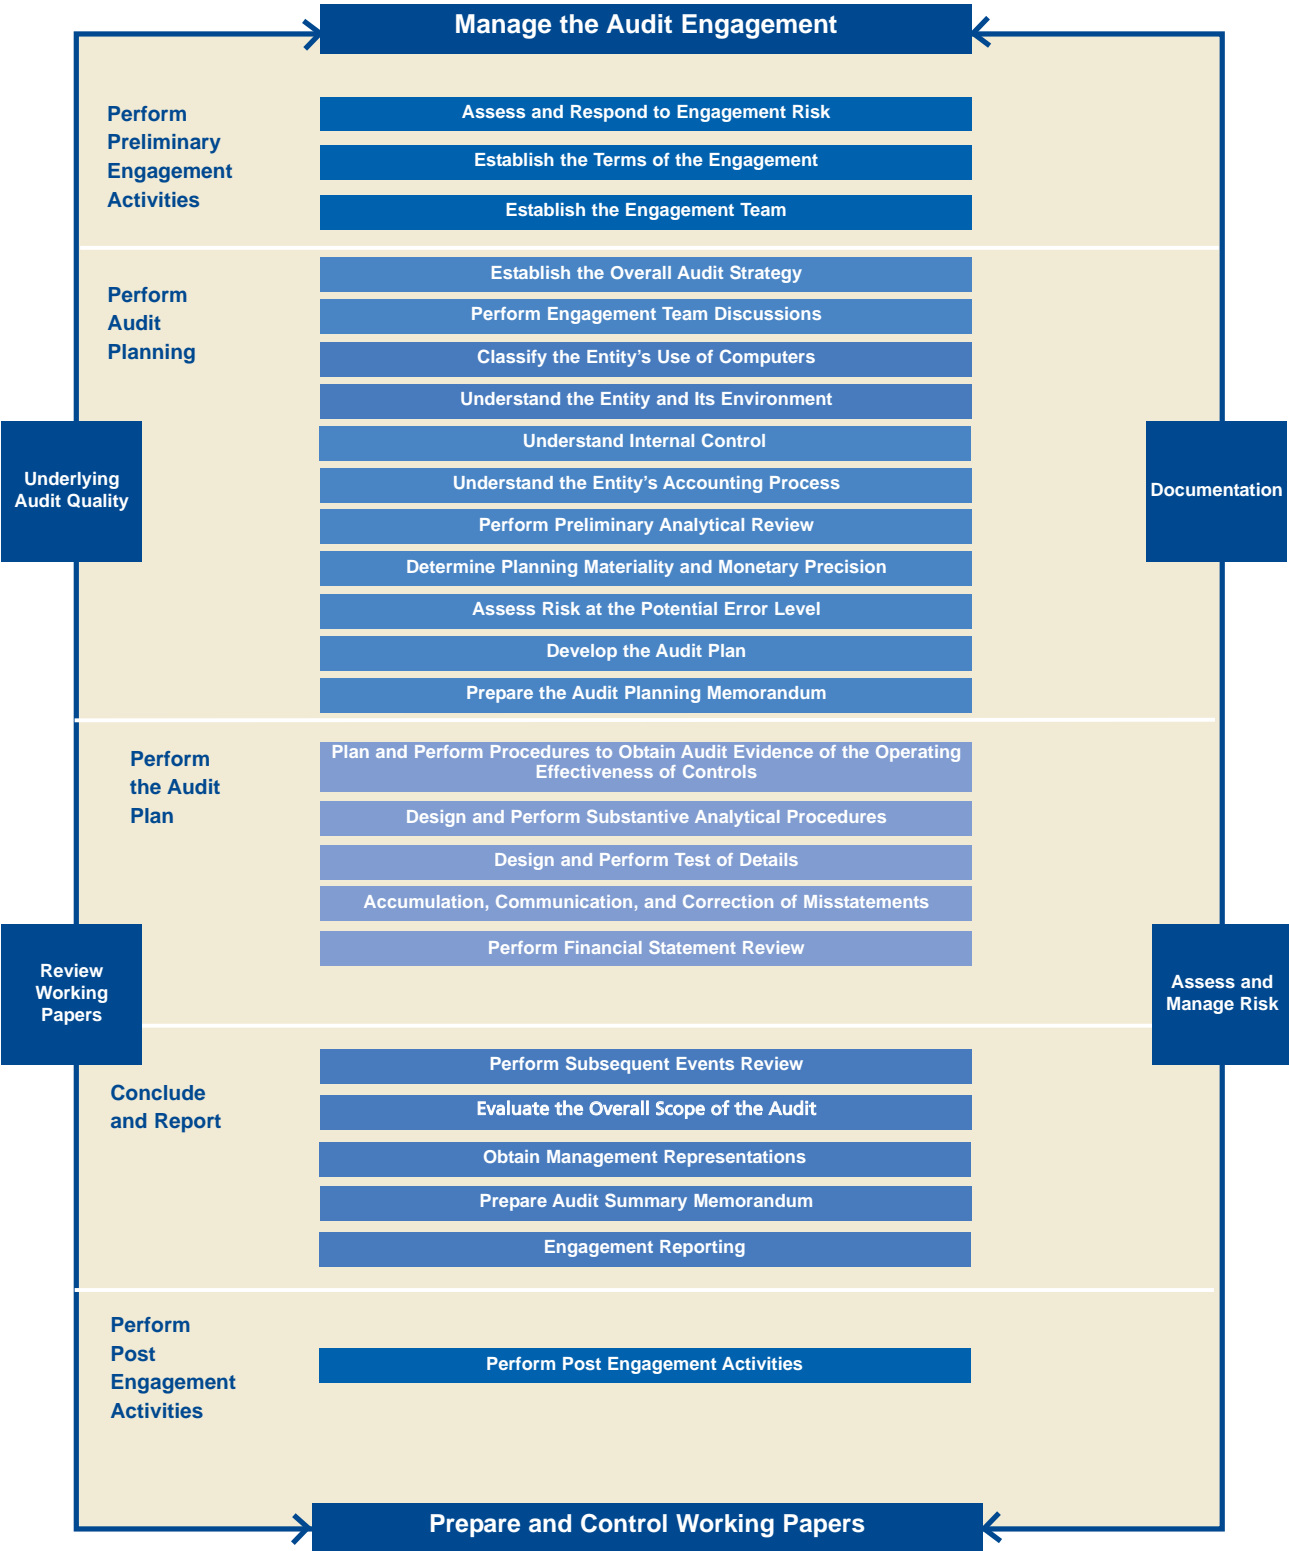 Manage the Audit Engagement
Perform
Preliminary
Engagement
Activities
Assess and Respond to Engagement Risk
Establish the Terms of the Engagement
Establish the Engagement Team
Perform
Audit
Planning
Establish the Overall Audit Strategy
Perform Engagement Team Discussions
Classify the Entity’s Use of Computers
Understand the Entity and Its Environment
Understand Internal Control
Understand the Entity’s Accounting Process
Perform Preliminary Analytical Review
Determine Planning Materiality and Monetary Precision
Assess Risk at the Potential Error Level
Develop the Audit Plan
Prepare the Audit Planning Memorandum
Underlying
Audit Quality
Documentation
Perform
the Audit
Plan
Plan and Perform Procedures to Obtain Audit Evidence of the Operating
Effectiveness of Controls
Design and Perform Substantive Analytical Procedures
Design and Perform Test of Details
Accumulation, Communication, and Correction of Misstatements
Perform Financial Statement Review
Review
Working
Papers
Assess and
Manage Risk
Conclude
and Report
Perform Subsequent Events Review
Evaluate the Overall Scope of the Audit
Obtain Management Representations
Prepare Audit Summary Memorandum
Engagement Reporting
Perform
Post
Engagement
Activities
Perform Post Engagement Activities
Prepare and Control Working Papers